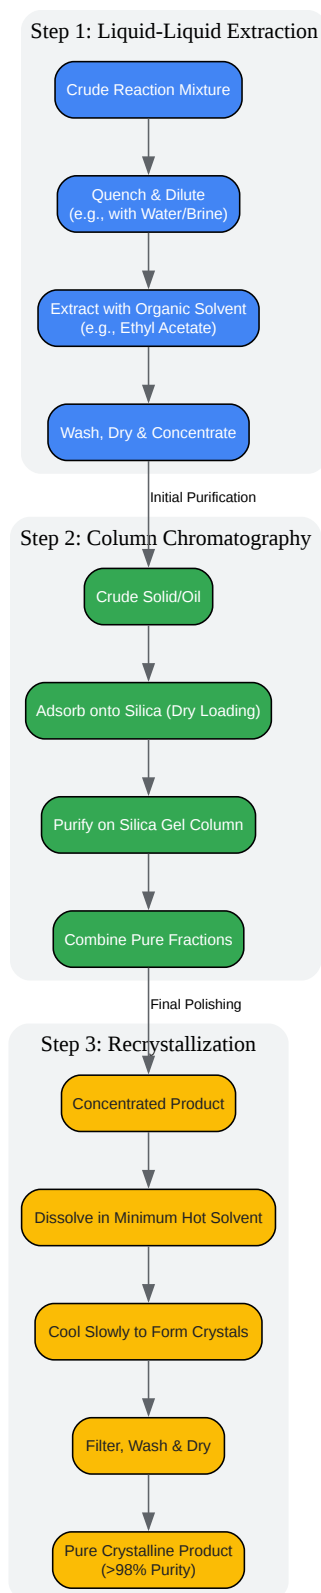 Step 1: Liquid-Liquid Extraction
Crude Reaction Mixture
Quench & Dilute
(e.g., with Water/Brine)
Extract with Organic Solvent
(e.g., Ethyl Acetate)
Wash, Dry & Concentrate
Initial Purification
Step 2: Column Chromatography
Crude Solid/Oil
Adsorb onto Silica (Dry Loading)
Purify on Silica Gel Column
Combine Pure Fractions
Final Polishing
Step 3: Recrystallization
Concentrated Product
Dissolve in Minimum Hot Solvent
Cool Slowly to Form Crystals
Filter, Wash & Dry
Pure Crystalline Product
(>98% Purity)